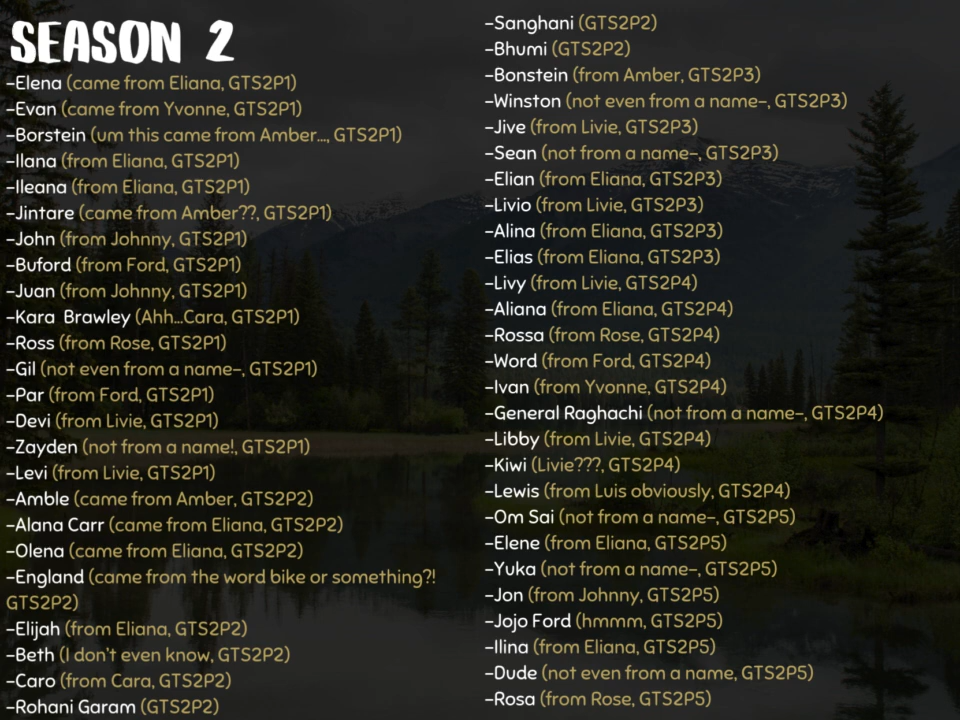 SEASON 2
-Elena (came from Eliana, GTS2P1)
-Evan (came from Yvonne, GTS2P1)
-Borstein (um this came from Amber..., GTS2P1)
-Ilana (from Eliana, GTS2P1)
-Ileana (from Eliana, GTS2P1)
-Jintare (came from Amber??, GTS2P1)
-John (from Johnny, GTS2P1)
-Buford (from Ford, GTS2P1)
-Juan (from Johnny, GTS2P1)
-Kara Brawley (Ahh...Cara, GTS2P1)
-Ross (from Rose, GTS2P1)
-Gil (not even from a name-, GTS2P1)
-Par (from Ford, GTS2P1)
-Devi (from Livie, GTS2P1)
-Zayden (not from a name!, GTS2P1)
-Levi (from Livie, GTS2P1)
-Amble (came from Amber, GTS2P2)
-Alana Carr (came from Eliana, GTS2P2)
-Olena (came from Eliana, GTS2P2)
-England (came from the word bike or something?!
GTS2P2)
-Elijah (from Eliana, GTS2P2)
-Beth (I don't even know, GTS2P2)
-Caro (from Cara, GTS2P2)
-Rohani Garam (GTS2P2)
-Sanghani (GTS2P2)
-Bhumi (GTS2P2)
-Bonstein (from Amber, GTS2P3)
-Winston (not even from a name-, GTS2P3)
-Jive (from Livie, GTS2P3)
-Sean (not from a name-, GTS2P3)
-Elian (from Eliana, GTS2P3)
-Livio (from Livie, GTS2P3)
-Alina (from Eliana, GTS2P3)
-Elias (from Eliana, GTS2P3)
-Livy (from Livie, GTS2P4)
-Aliana (from Eliana, GTS2P4)
-Rossa (from Rose, GTS2P4)
-Word (from Ford, GTS2P4)
-Ivan (from Yvonne, GTS2P4)
-General Raghachi (not from a name-, GTS2P4)
-Libby (from Livie, GTS2P4)
-Kiwi (Livie???, GTS2P4)
-Lewis (from Luis obviously, GTS2P4)
-Om Sai (not from a name-, GTS2P5)
-Elene (from Eliana, GTS2P5)
-Yuka (not from a name-, GTS2P5)
-Jon (from Johnny, GTS2P5)
-Jojo Ford (hmmm, GTS2P5)
-Ilina (from Eliana, GTS2P5)
-Dude (not even from a name, GTS2P5)
-Rosa (from Rose, GTS2P5)